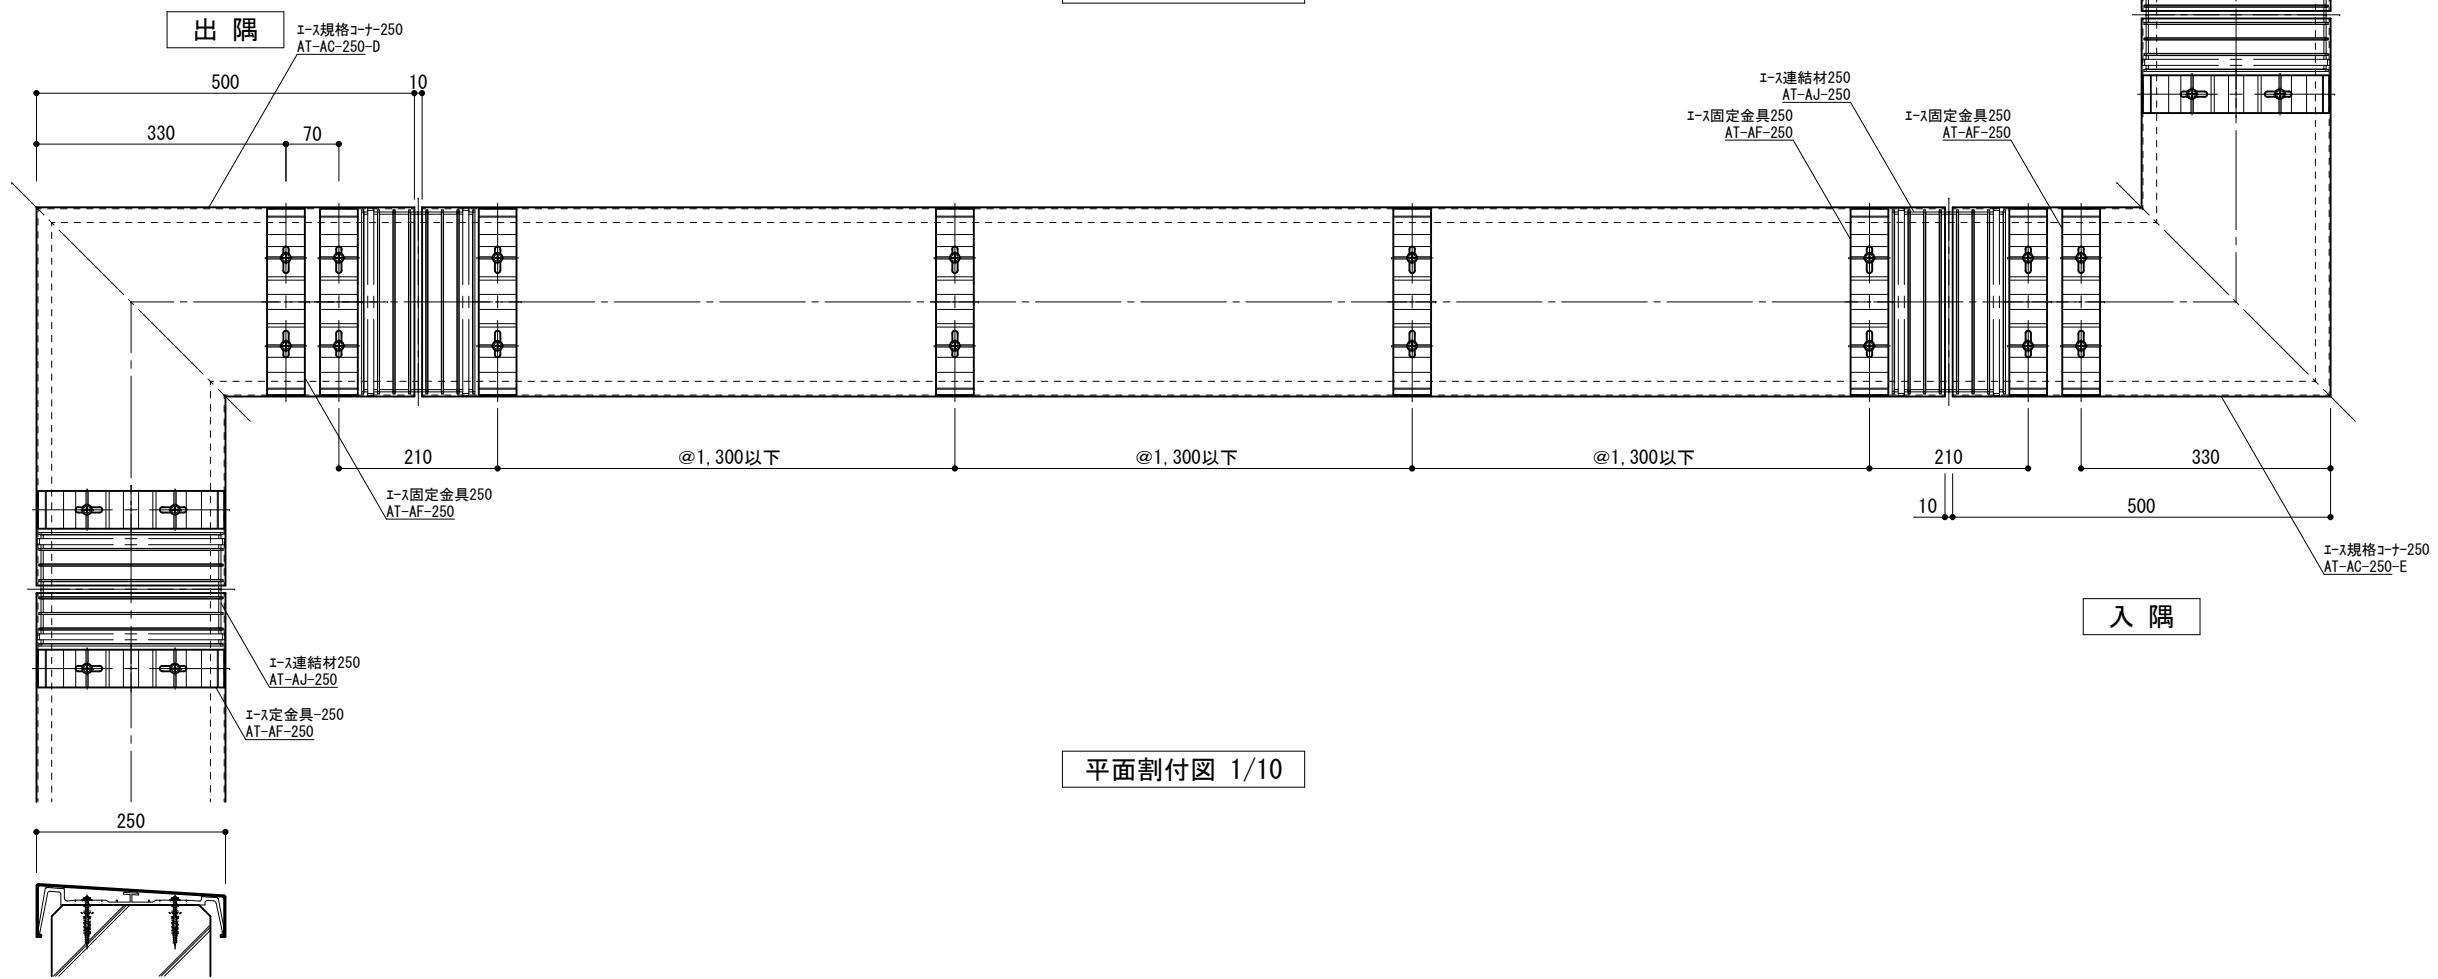 出 隅
エース規格コーナー250
AT-AC-250-D
500
10
330
70
エース連結材250
AT-AJ-250
エース固定金具250
AT-AF-250
エース固定金具250
AT-AF-250
210
@1,300以下
@1,300以下
@1,300以下
210
330
10
500
エース固定金具250
AT-AF-250
エース規格コーナー250
AT-AC-250-E
入 隅
エース連結材250
AT-AJ-250
エース定金具-250
AT-AF-250
平面割付図 1/10
250